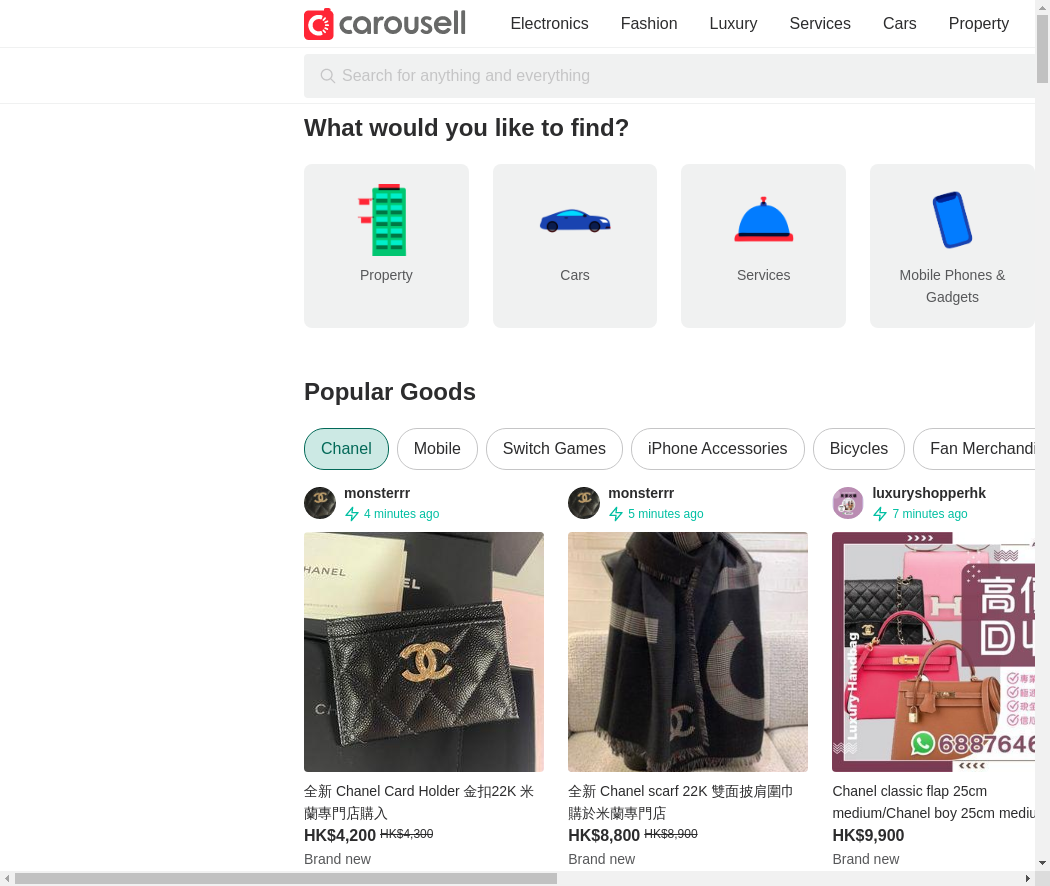 carousell
Electronics
Fashion
Luxury
Services
Cars
Property
Search for anything and everything
What would you like to find?
Property
Cars
Services
Mobile Phones &
Gadgets
Popular Goods
Chanel
Mobile
Switch Games
iPhone Accessories
Bicycles
Fan Merchandi
monsterrr
4 minutes ago
monsterrr
5 minutes ago
luxuryshopperhk
7 minutes ago
HANEL
Luxury Handbag
6887646
全新 Chanel Card Holder 金扣22K 米
蘭專門店購入
HK$4,200 HK$4,300
Brand new
全新 Chanel scarf 22K 雙面披肩圍巾
購於米蘭專門店
HK$8,800 HK$8,900
Brand new
Chanel classic flap 25cm
medium/Chanel boy 25cm mediu
HK$9,900
Brand new